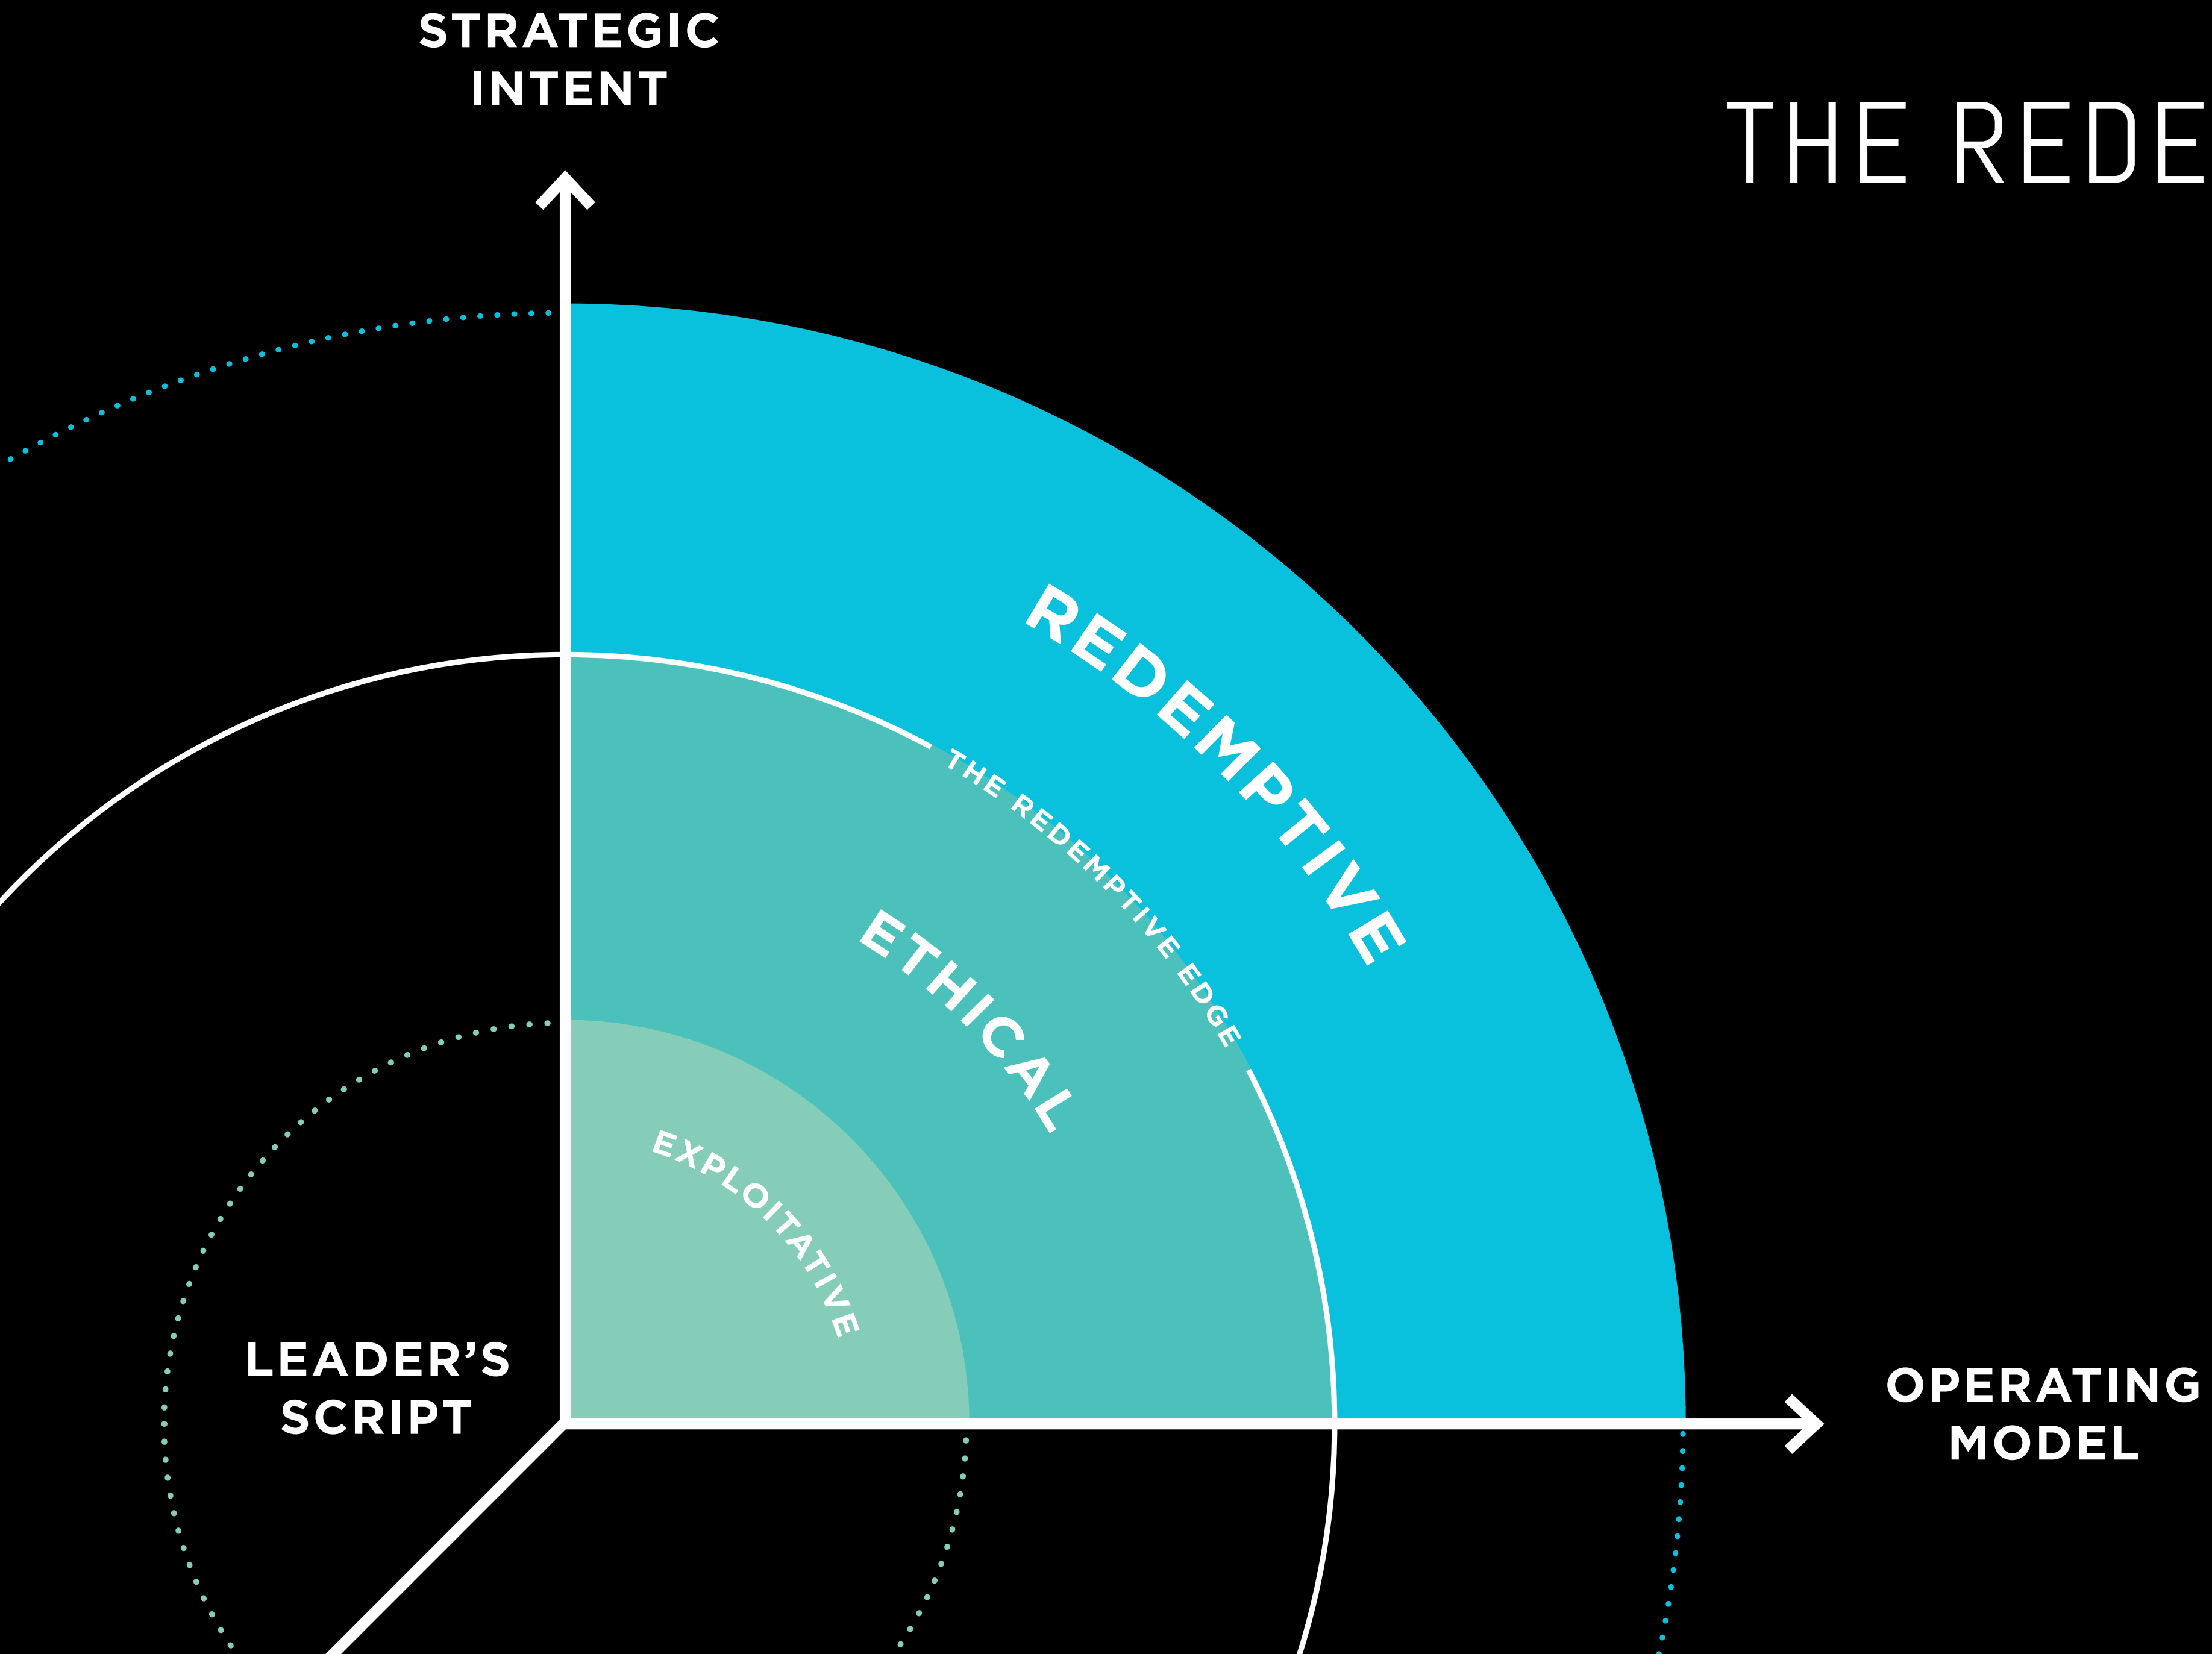 STRATEGIC
INTENT
THE REDE
REDEMPTIVE
THE REDEMPTIVE EDGE
ETHICAL
EXPLOITATIVE
LEADER’S
SCRIPT
OPERATING
MODEL